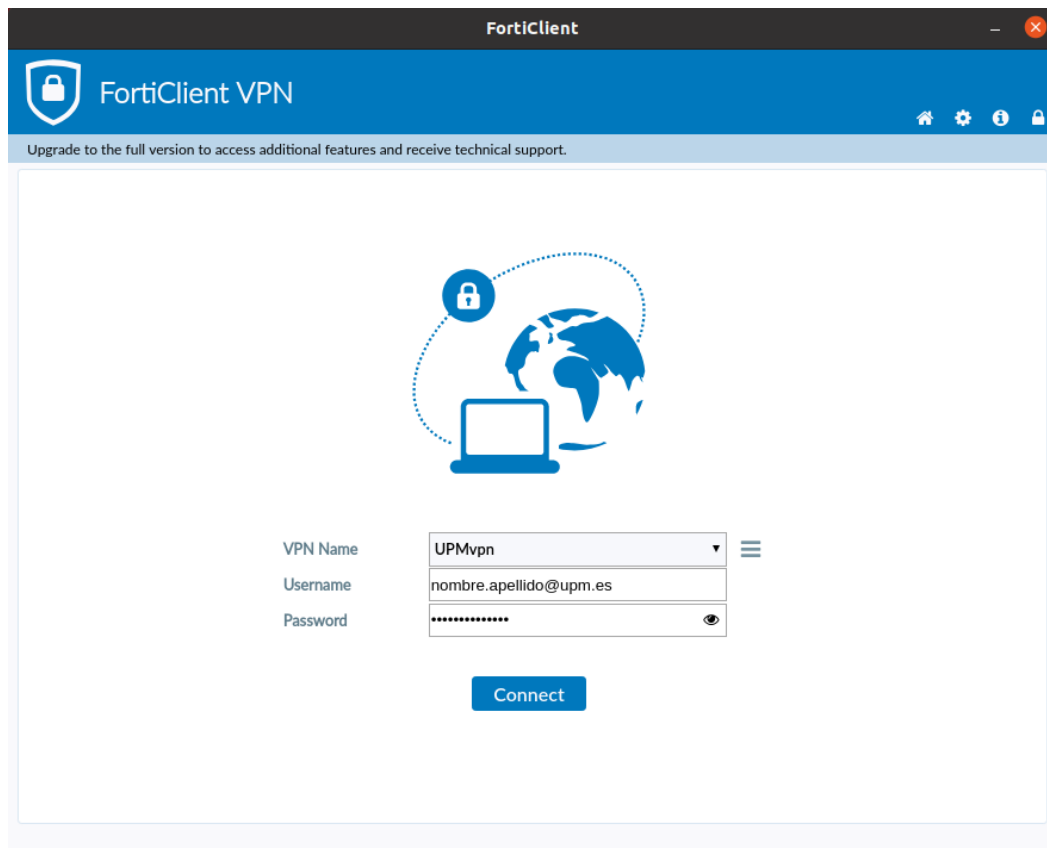 FortiClient
FortiClient VPN
Upgrade to the full version to access additional features and receive technical support.
VPN Name
UPMvpn
Username
nombre.apellido@upm.es
Password
••••••••••••••
Connect